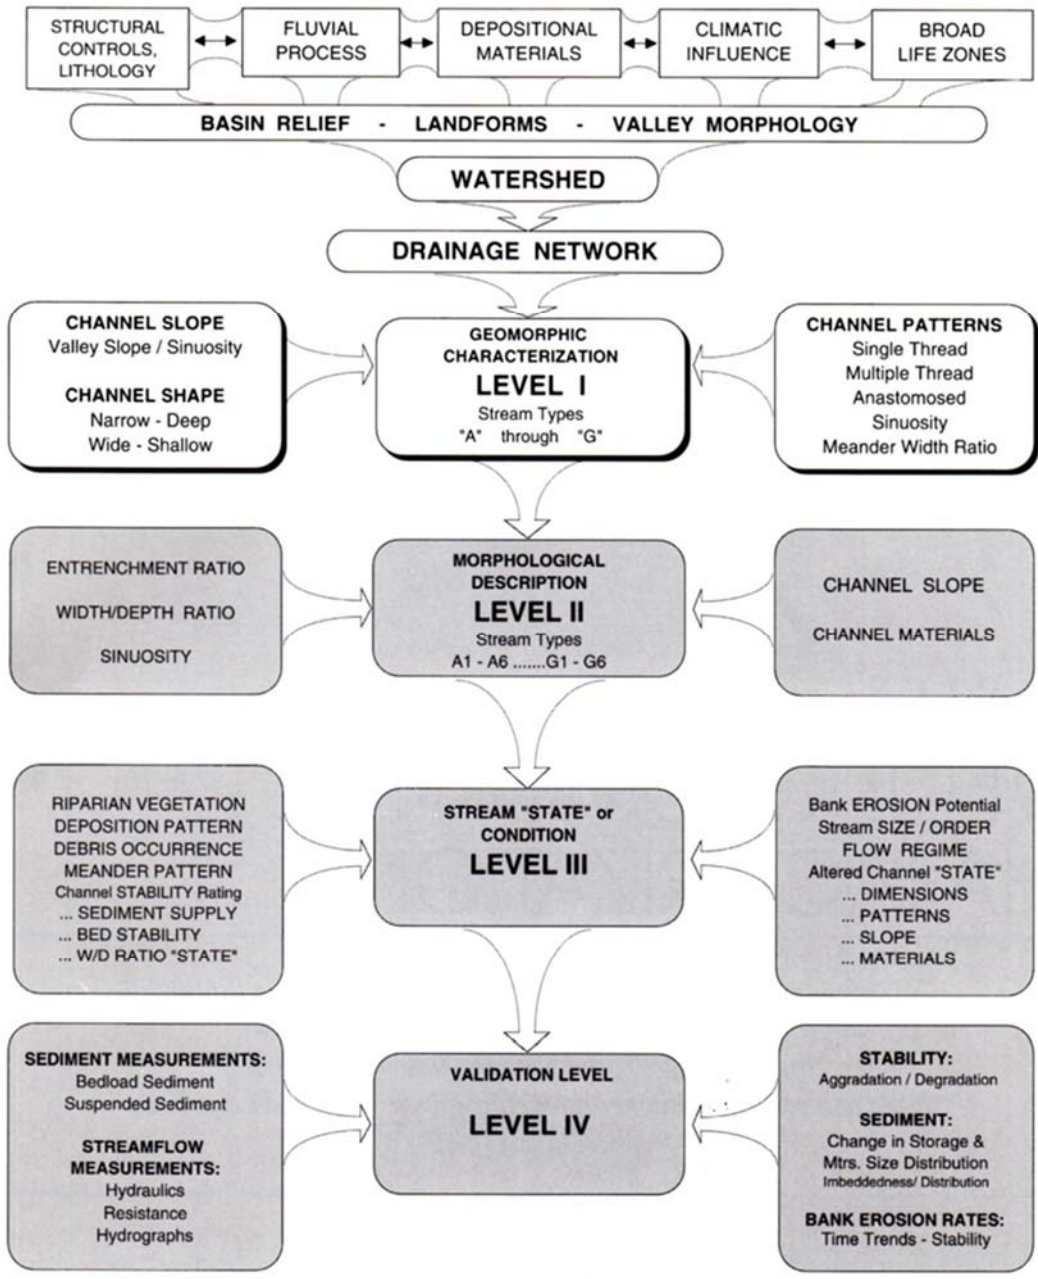 STRUCTURAL
CONTROLS,
LITHOLOGY
FLUVIAL
PROCESS
DEPOSITIONAL
MATERIALS
CLIMATIC
INFLUENCE
BROAD
LIFE ZONES
BASIN RELIEF - LANDFORMS - VALLEY MORPHOLOGY
WATERSHED
DRAINAGE NETWORK
CHANNEL SLOPE
Valley Slope / Sinuosity
CHANNEL SHAPE
Narrow - Deep
Wide - Shallow
GEOMORPHIC
CHARACTERIZATION
LEVEL I
Stream Types
"A" through "G"
CHANNEL PATTERNS
Single Thread
Multiple Thread
Anastomosed
Sinuosity
Meander Width Ratio
ENTRENCHMENT RATIO
WIDTH/DEPTH RATIO
SINUOSITY
MORPHOLOGICAL
DESCRIPTION
LEVEL II
Stream Types
A1 - A6 .......G1 - G6
CHANNEL SLOPE
CHANNEL MATERIALS
RIPARIAN VEGETATION
DEPOSITION PATTERN
DEBRIS OCCURRENCE
MEANDER PATTERN
Channel STABILITY Rating
... SEDIMENT SUPPLY
... BED STABILITY
... W/D RATIO "STATE"
STREAM "STATE" or
CONDITION
LEVEL III
Bank EROSION Potential
Stream SIZE / ORDER
FLOW REGIME
Altered Channel "STATE"
... DIMENSIONS
... PATTERNS
... SLOPE
... MATERIALS
SEDIMENT MEASUREMENTS:
Bedload Sediment
Suspended Sediment
STREAMFLOW
MEASUREMENTS:
Hydraulics
Resistance
Hydrographs
VALIDATION LEVEL
LEVEL IV
STABILITY:
Aggradation / Degradation
SEDIMENT:
Change in Storage &
Mtrs. Size Distribution
Imbeddedness/ Distribution
BANK EROSION RATES:
Time Trends - Stability